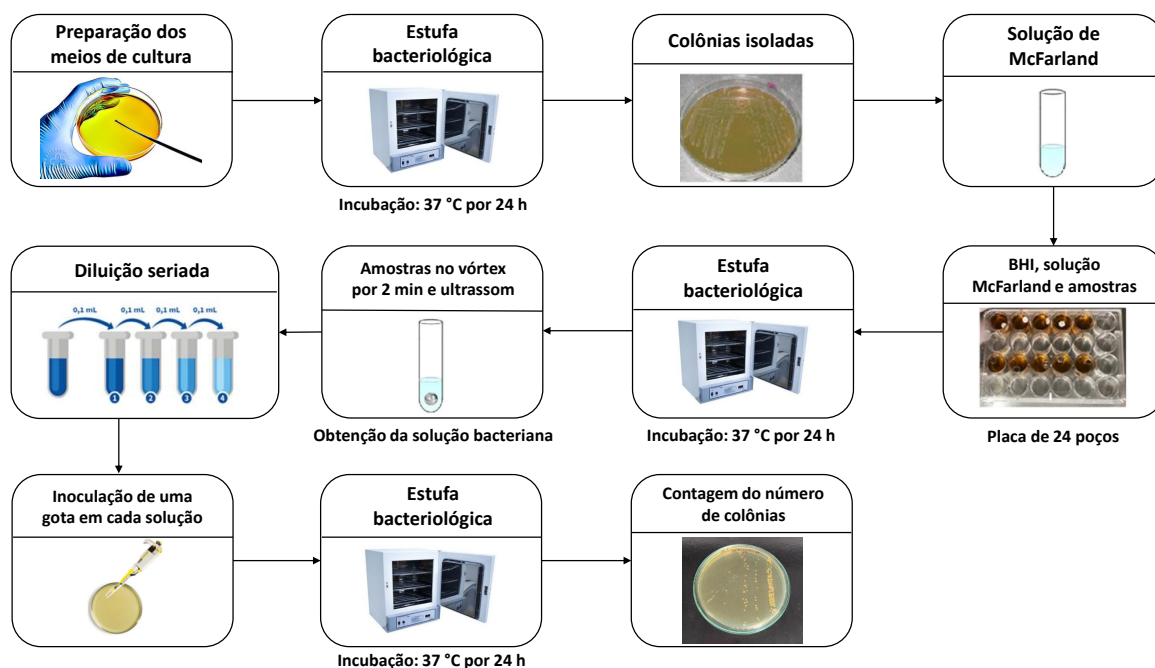 Preparação dos
meios de cultura
Estufa
bacteriológica
Incubação: 37 °C por 24 h
Colônias isoladas
Solução de
McFarland
BHI, solução
McFarland e amostras
Placa de 24 poços
Estufa
bacteriológica
Incubação: 37 °C por 24 h
Amostras no vórtex
por 2 min e ultrassom
Obtenção da solução bacteriana
Diluição seriada
0,1 mL 0,1 mL 0,1 mL 0,1 mL
1 2 3 4
Inoculação de uma
gota em cada solução
Estufa
bacteriológica
Incubação: 37 °C por 24 h
Contagem do número
de colônias